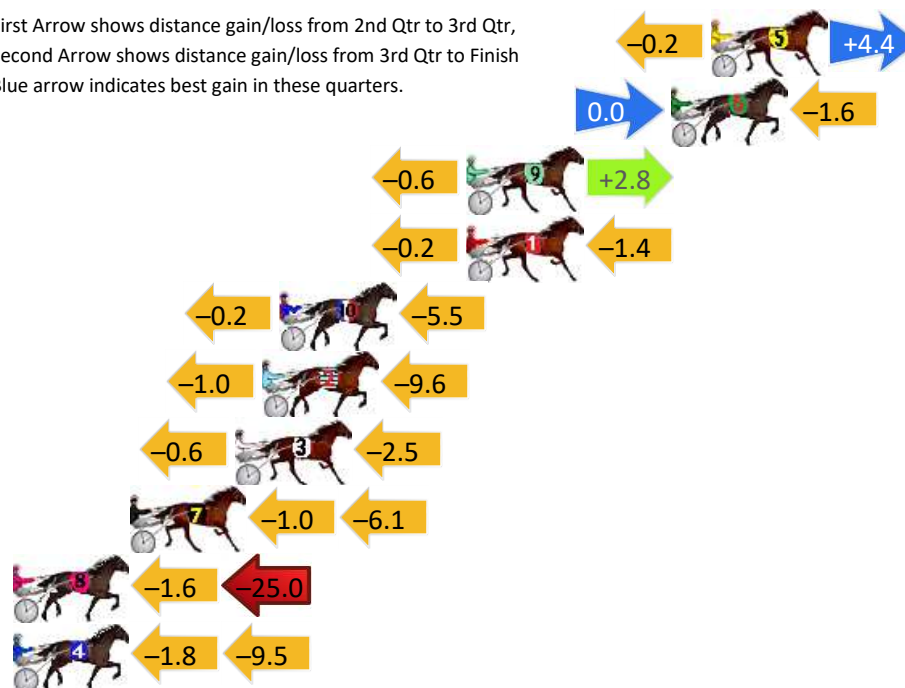 irst Arrow shows distance gain/loss from 2nd Qtr to 3rd Qtr,
econd Arrow shows distance gain/loss from 3rd Qtr to Finish
lue arrow indicates best gain in these quarters.
–0.2 5 +4.4
0.0 –1.6
–0.6 9 +2.8
–0.2 1 –1.4
–0.2 10 –5.5
–1.0 –9.6
–0.6 3 –2.5
7 –1.0 –6.1
8 –1.6 –25.0
4 –1.8 –9.5